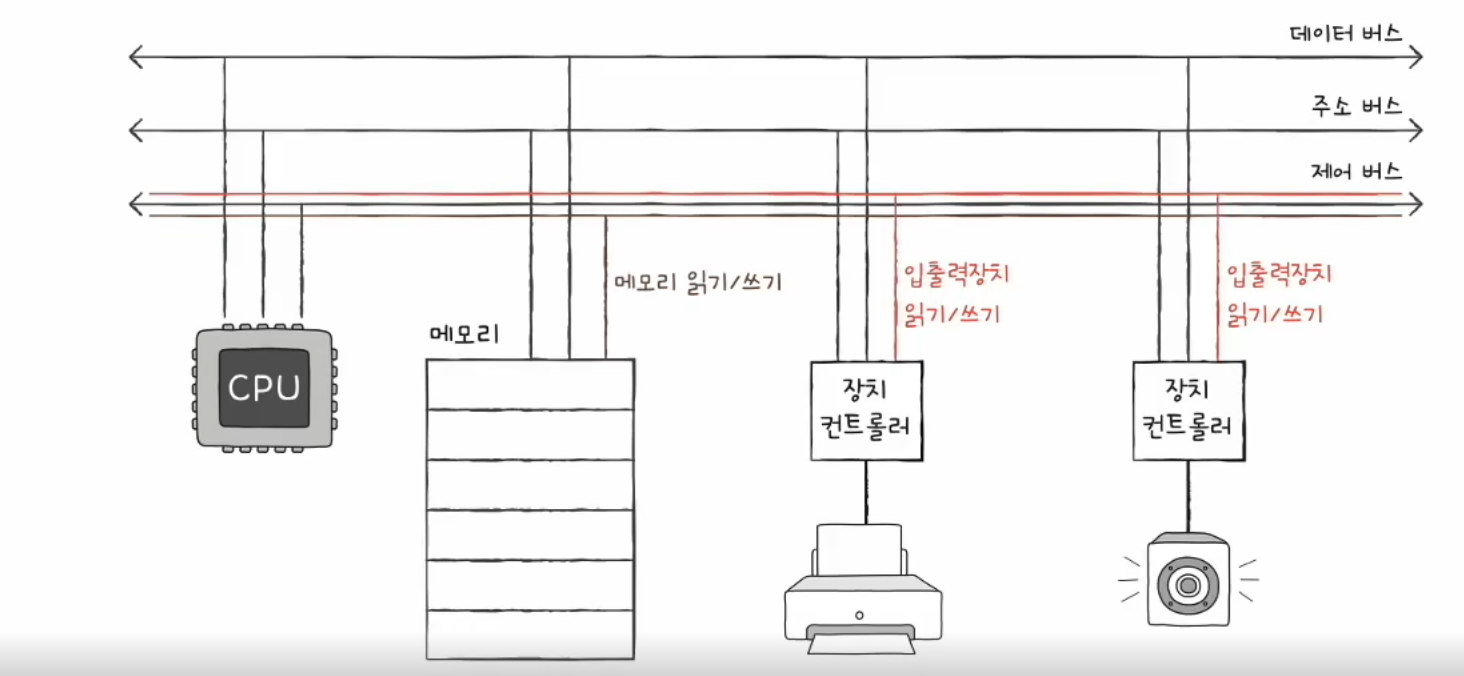 데이터 버스
주소 버스
제어 버스
메모리 읽기/쓰기
입출력장치
읽기/쓰기
입출력장치
읽기/쓰기
메모리
CPU
장치
컨트롤러
장치
컨트롤러